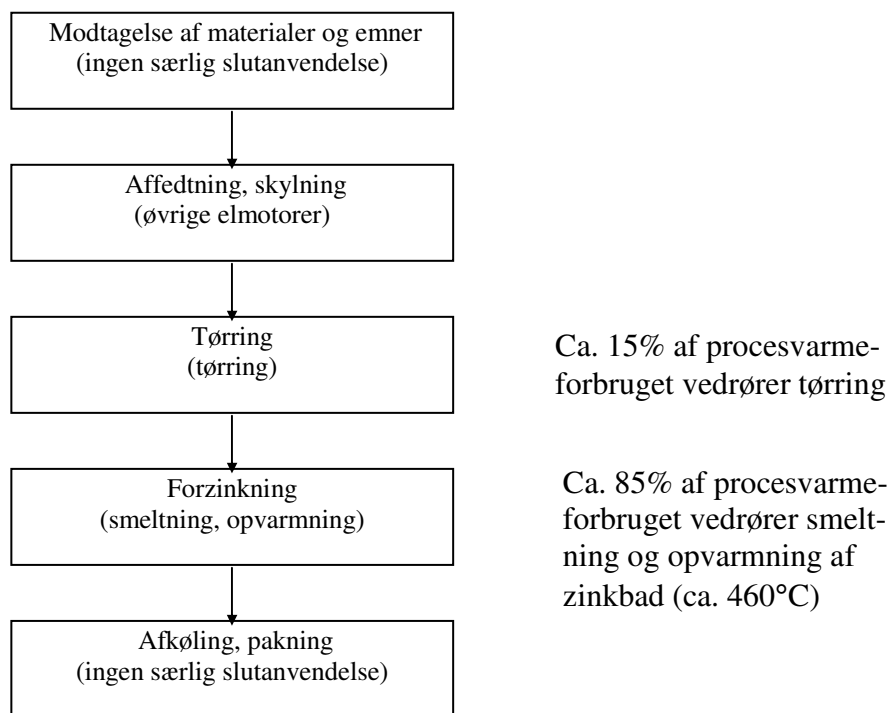 Modtagelse af materialer og emner
(ingen særlig slutanvendelse)
Affedtning, skylning
(øvrige elmotorer)
Tørring
(tørring)
Ca. 15% af procesvarme-
forbruget vedrører tørring
Forzinkning
(smeltning, opvarmning)
Ca. 85% af procesvarme-
forbruget vedrører smelt-
ning og opvarmning af
zinkbad (ca. 460°C)
Afkøling, pakning
(ingen særlig slutanvendelse)